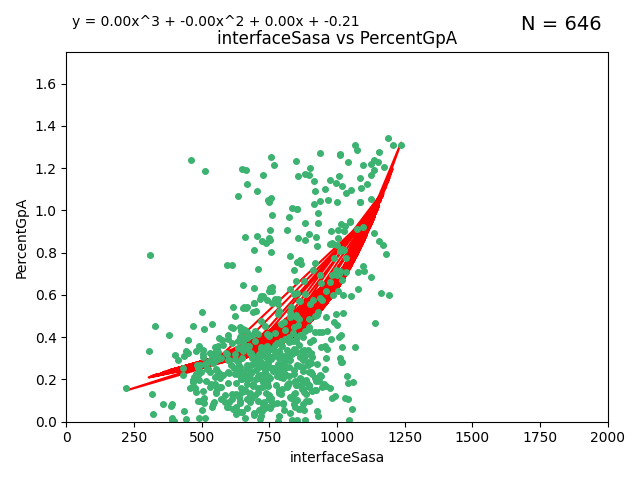 y = 0.00x^3 + -0.00x^2 + 0.00x + -0.21
N = 646
interfaceSasa vs PercentGpA
1.6
1.4
1.2
1.0
0.8
0.6
0.4
0.2
0.0
PercentGpA
0 250 500 750 1000 1250 1500 1750 2000
interfaceSasa